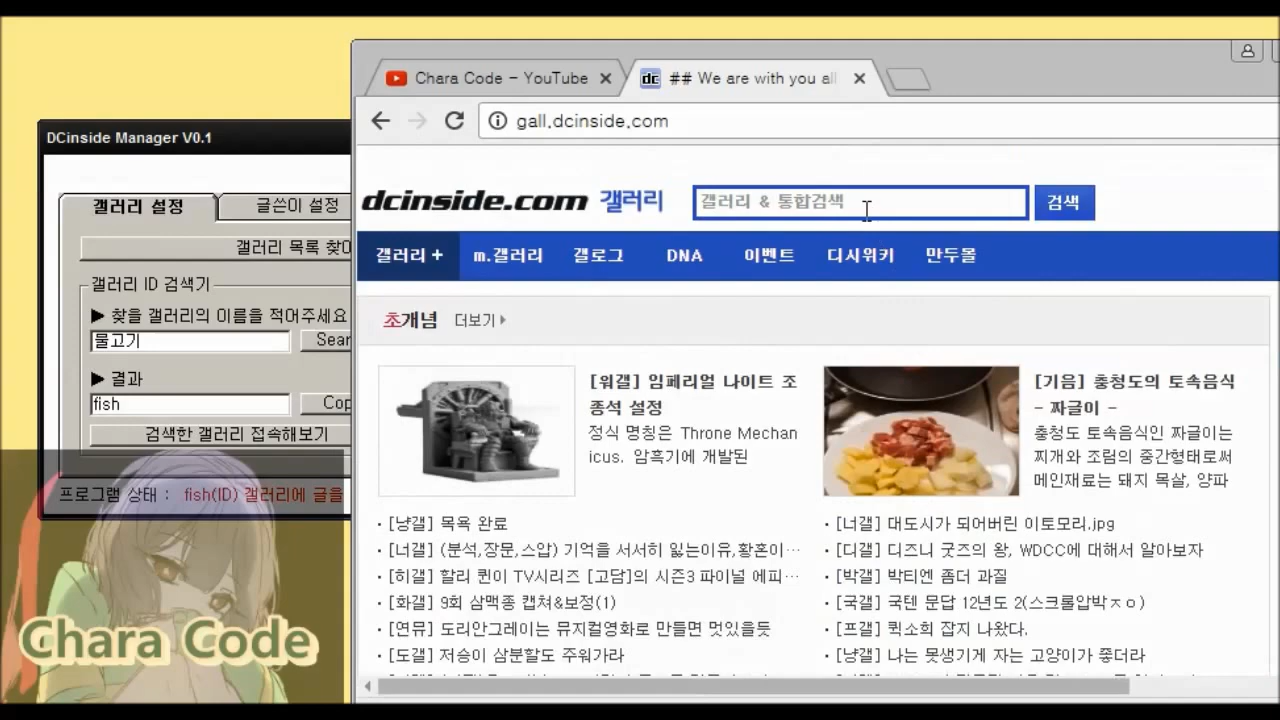 Chara Code - YouTube
## We are with you all
gall.dcinside.com
DCinside Manager V0.1
갤러리 설정
글쓴이 설정
갤러리 목록 찾아
갤러리 ID 검색기
▶ 찾을 갤러리의 이름을 적어주세요
물고기
Sear
▶ 결과
fish
Cop
검색한 갤러리 접속해보기
프로그램 상태 : fish(ID) 갤러리에 글을
Chara Code
dcinside.com 갤러리
갤러리 & 통합검색
검색
갤러리 +
m.갤러리
갤로그
DNA
이벤트
디시위키
만두몰
초개념 더보기
[워갤] 임페리얼 나이트 조
종석 설정
정식 명칭은 Throne Mechan
icus. 암흑기에 개발된
[기음] 충청도의 토속음식
- 짜글이 -
충청도 토속음식인 짜글이는
찌개와 조림의 중간형태로써
메인재료는 돼지 목살, 양파
· [냥갤] 목욕 완료
· [너갤] (분석,장문,스압) 기억을 서서히 잃는이유,황혼이…
· [히갤] 할리 퀸이 TV시리즈 [고담]의 시즌3 파이널 에피…
· [화갤] 9회 삼맥종 캡쳐&보정(1)
· [연뮤] 도리안그레이는 뮤지컬영화로 만들면 멋있을듯
· [도갤] 저승이 삼분할도 주워가라
· [너갤] 대도시가 되어버린 이토모리.jpg
· [디갤] 디즈니 굿즈의 왕, WDCC에 대해서 알아보자
· [박갤] 박티엔 좀더 과질
· [국갤] 국텐 문답 12년도 2(스크롤압박ㅈㅇ)
· [프갤] 퀵소희 잡지 나왔다.
· [냥갤] 나는 못생기게 자는 고양이가 좋더라